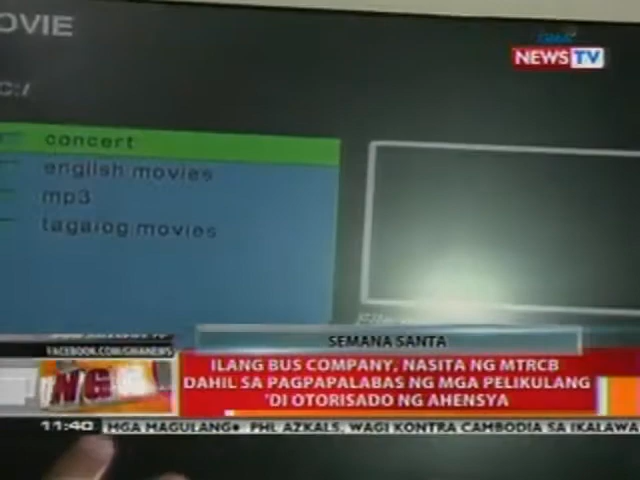 OVIE
GMA
NEWSTV
C:/
concert
english movies
mp3
tagalog movies
SEMANA SANTA
FACEBOOK.COM/GMANEWS
ILANG BUS COMPANY, NASITA NG MTRCB
DAHIL SA PAGPAPALABAS NG MGA PELIKULANG
'DI OTORISADO NG AHENSYA
11:40 MGA MAGULANG • PHL AZKALS, WAGI KONTRA CAMBODIA SA IKALAWA